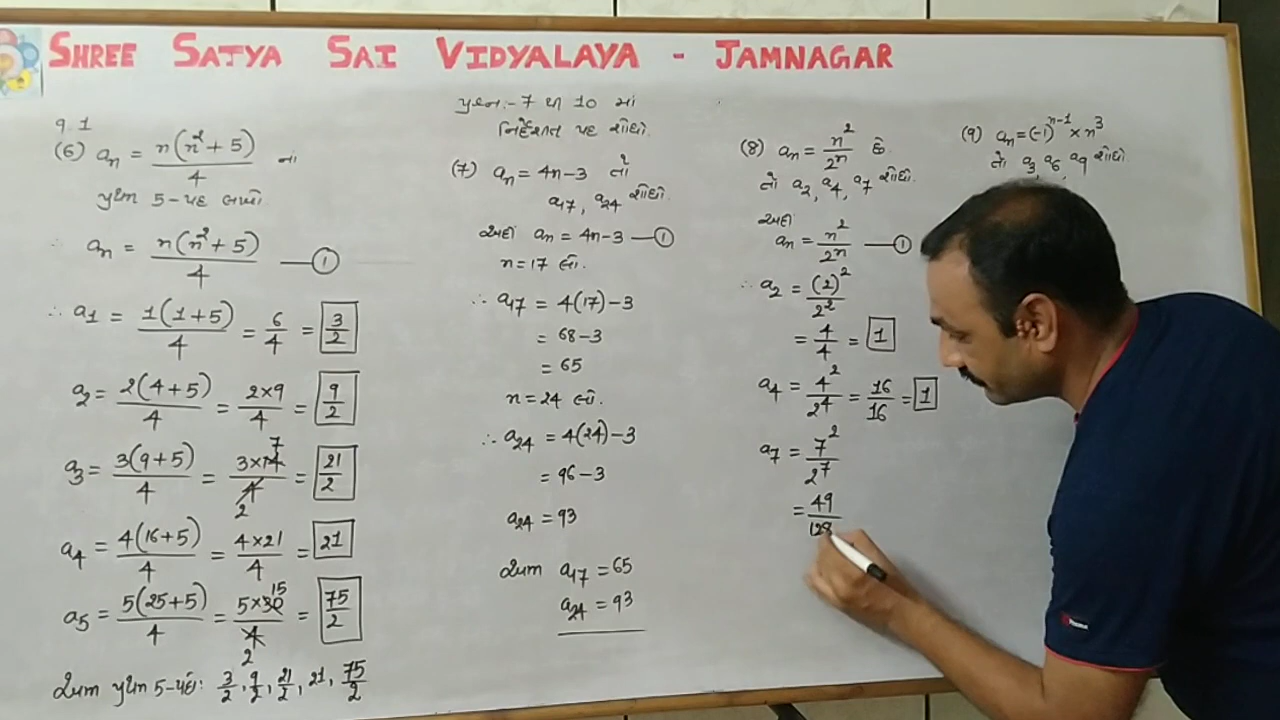 SHREE SATYA SAI VIDYALAYA - JAMNAGAR
9.1
(6) aₙ = n(n²+5)/4 ના
પ્રથમ 5-પદ લખો
∴ aₙ = n(n²+5)/4 —①
∴ a₁ = 1(1+5)/4 = 6/4 = 3/2
a₂ = 2(4+5)/4 = 2×9/4 = 9/2
a₃ = 3(9+5)/4 = 3×14/4 = 21/2
7
2
a₄ = 4(16+5)/4 = 4×21/4 = 21
a₅ = 5(25+5)/4 = 5×30/4 = 75/2
15
2
આમ પ્રથમ 5-પદો: 3/2, 9/2, 21/2, 21, 75/2
પ્રશ્ન:- 7 થી 10 માં
નિર્દેશીત પદ શોધો.
(7) aₙ = 4n-3 તો
a₁₇, a₂₄ શોધો.
અહીં aₙ = 4n-3 —①
n=17 લેતાં.
∴ a₁₇ = 4(17)-3
= 68-3
= 65
n=24 લેતાં.
∴ a₂₄ = 4(24)-3
= 96-3
a₂₄ = 93
આમ a₁₇ = 65
a₂₄ = 93
(8) aₙ = n²/2ⁿ છે
તો a₂, a₄, a₇ શોધો.
અહીં
aₙ = n²/2ⁿ —①
∴ a₂ = (2)²/2²
= 4/4 = 1
a₄ = 4²/2⁴ = 16/16 = 1
a₇ = 7²/2⁷
= 49/128
(9) aₙ = (-1)ⁿ⁻¹ × n³
તો a₃, a₆, a₉ શોધો.